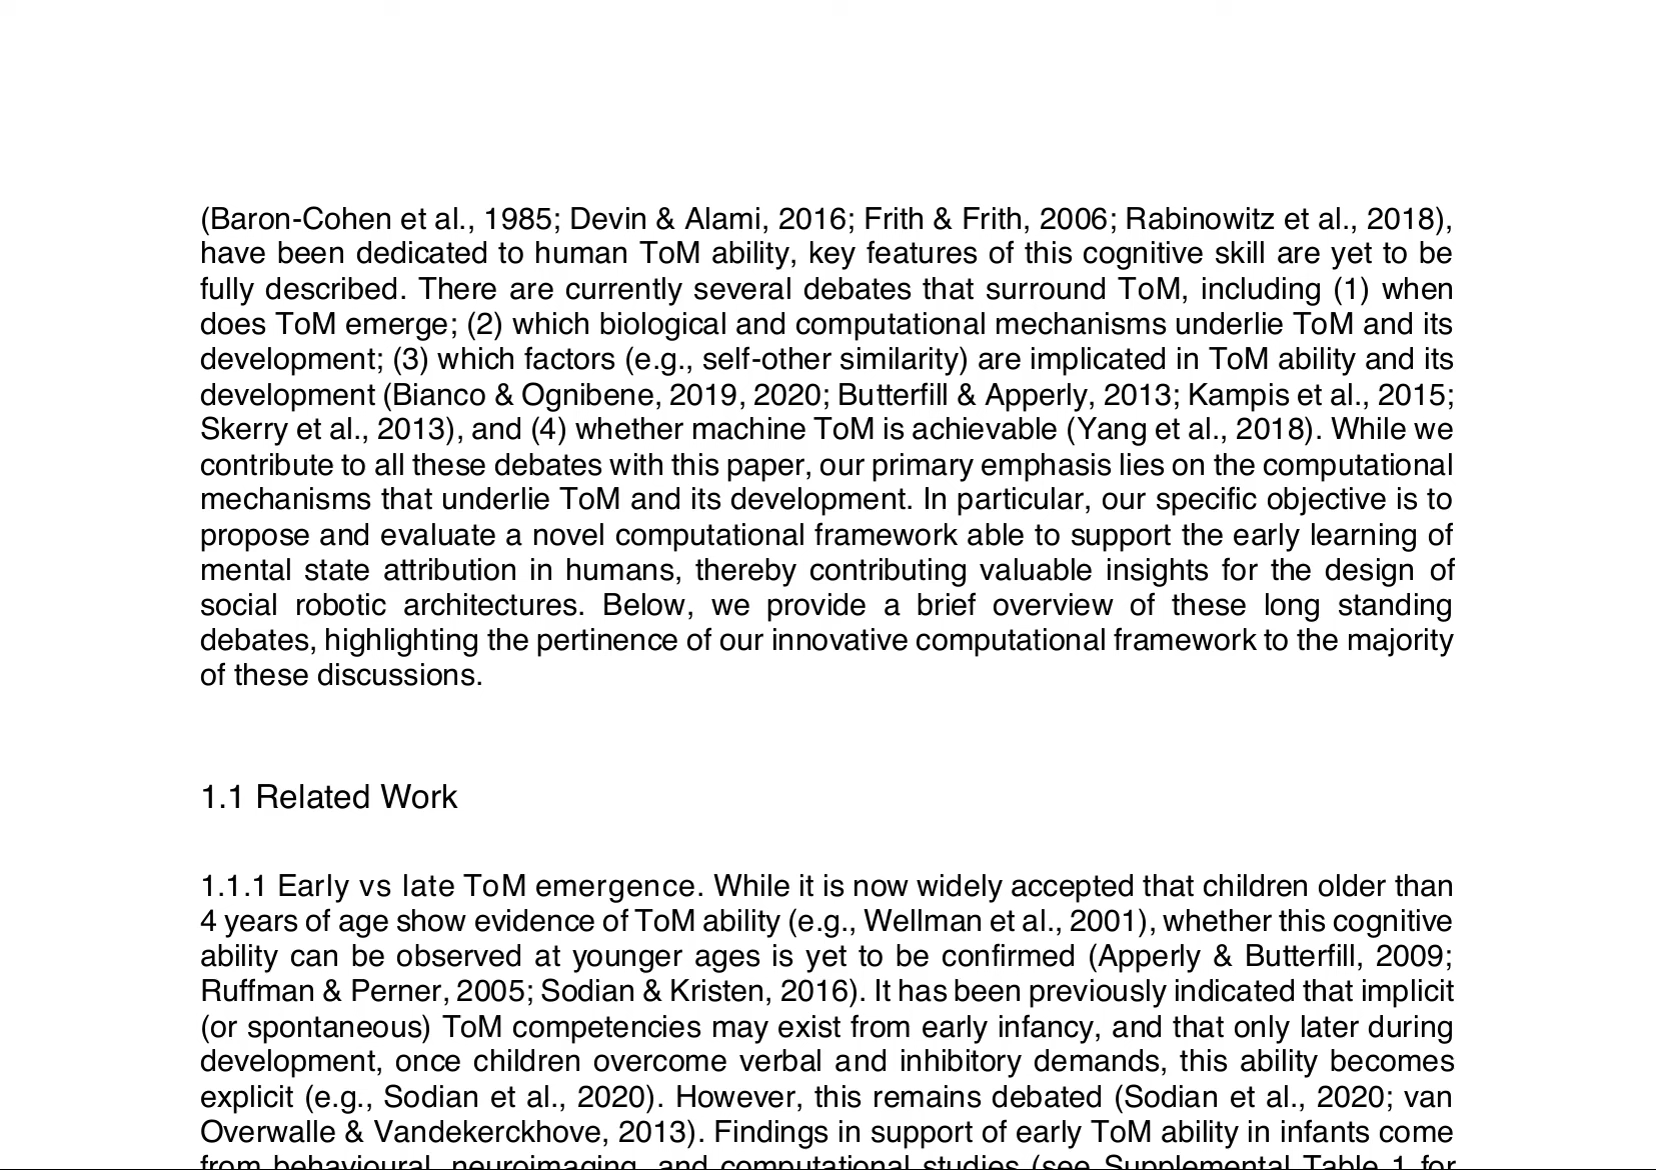 (Baron-Cohen et al., 1985; Devin & Alami, 2016; Frith & Frith, 2006; Rabinowitz et al., 2018),
have been dedicated to human ToM ability, key features of this cognitive skill are yet to be
fully described. There are currently several debates that surround ToM, including (1) when
does ToM emerge; (2) which biological and computational mechanisms underlie ToM and its
development; (3) which factors (e.g., self-other similarity) are implicated in ToM ability and its
development (Bianco & Ognibene, 2019, 2020; Butterfill & Apperly, 2013; Kampis et al., 2015;
Skerry et al., 2013), and (4) whether machine ToM is achievable (Yang et al., 2018). While we
contribute to all these debates with this paper, our primary emphasis lies on the computational
mechanisms that underlie ToM and its development. In particular, our specific objective is to
propose and evaluate a novel computational framework able to support the early learning of
mental state attribution in humans, thereby contributing valuable insights for the design of
social robotic architectures. Below, we provide a brief overview of these long standing
debates, highlighting the pertinence of our innovative computational framework to the majority
of these discussions.
1.1 Related Work
1.1.1 Early vs late ToM emergence. While it is now widely accepted that children older than
4 years of age show evidence of ToM ability (e.g., Wellman et al., 2001), whether this cognitive
ability can be observed at younger ages is yet to be confirmed (Apperly & Butterfill, 2009;
Ruffman & Perner, 2005; Sodian & Kristen, 2016). It has been previously indicated that implicit
(or spontaneous) ToM competencies may exist from early infancy, and that only later during
development, once children overcome verbal and inhibitory demands, this ability becomes
explicit (e.g., Sodian et al., 2020). However, this remains debated (Sodian et al., 2020; van
Overwalle & Vandekerckhove, 2013). Findings in support of early ToM ability in infants come
from behavioural, neuroimaging, and computational studies (see Supplemental Table 1 for